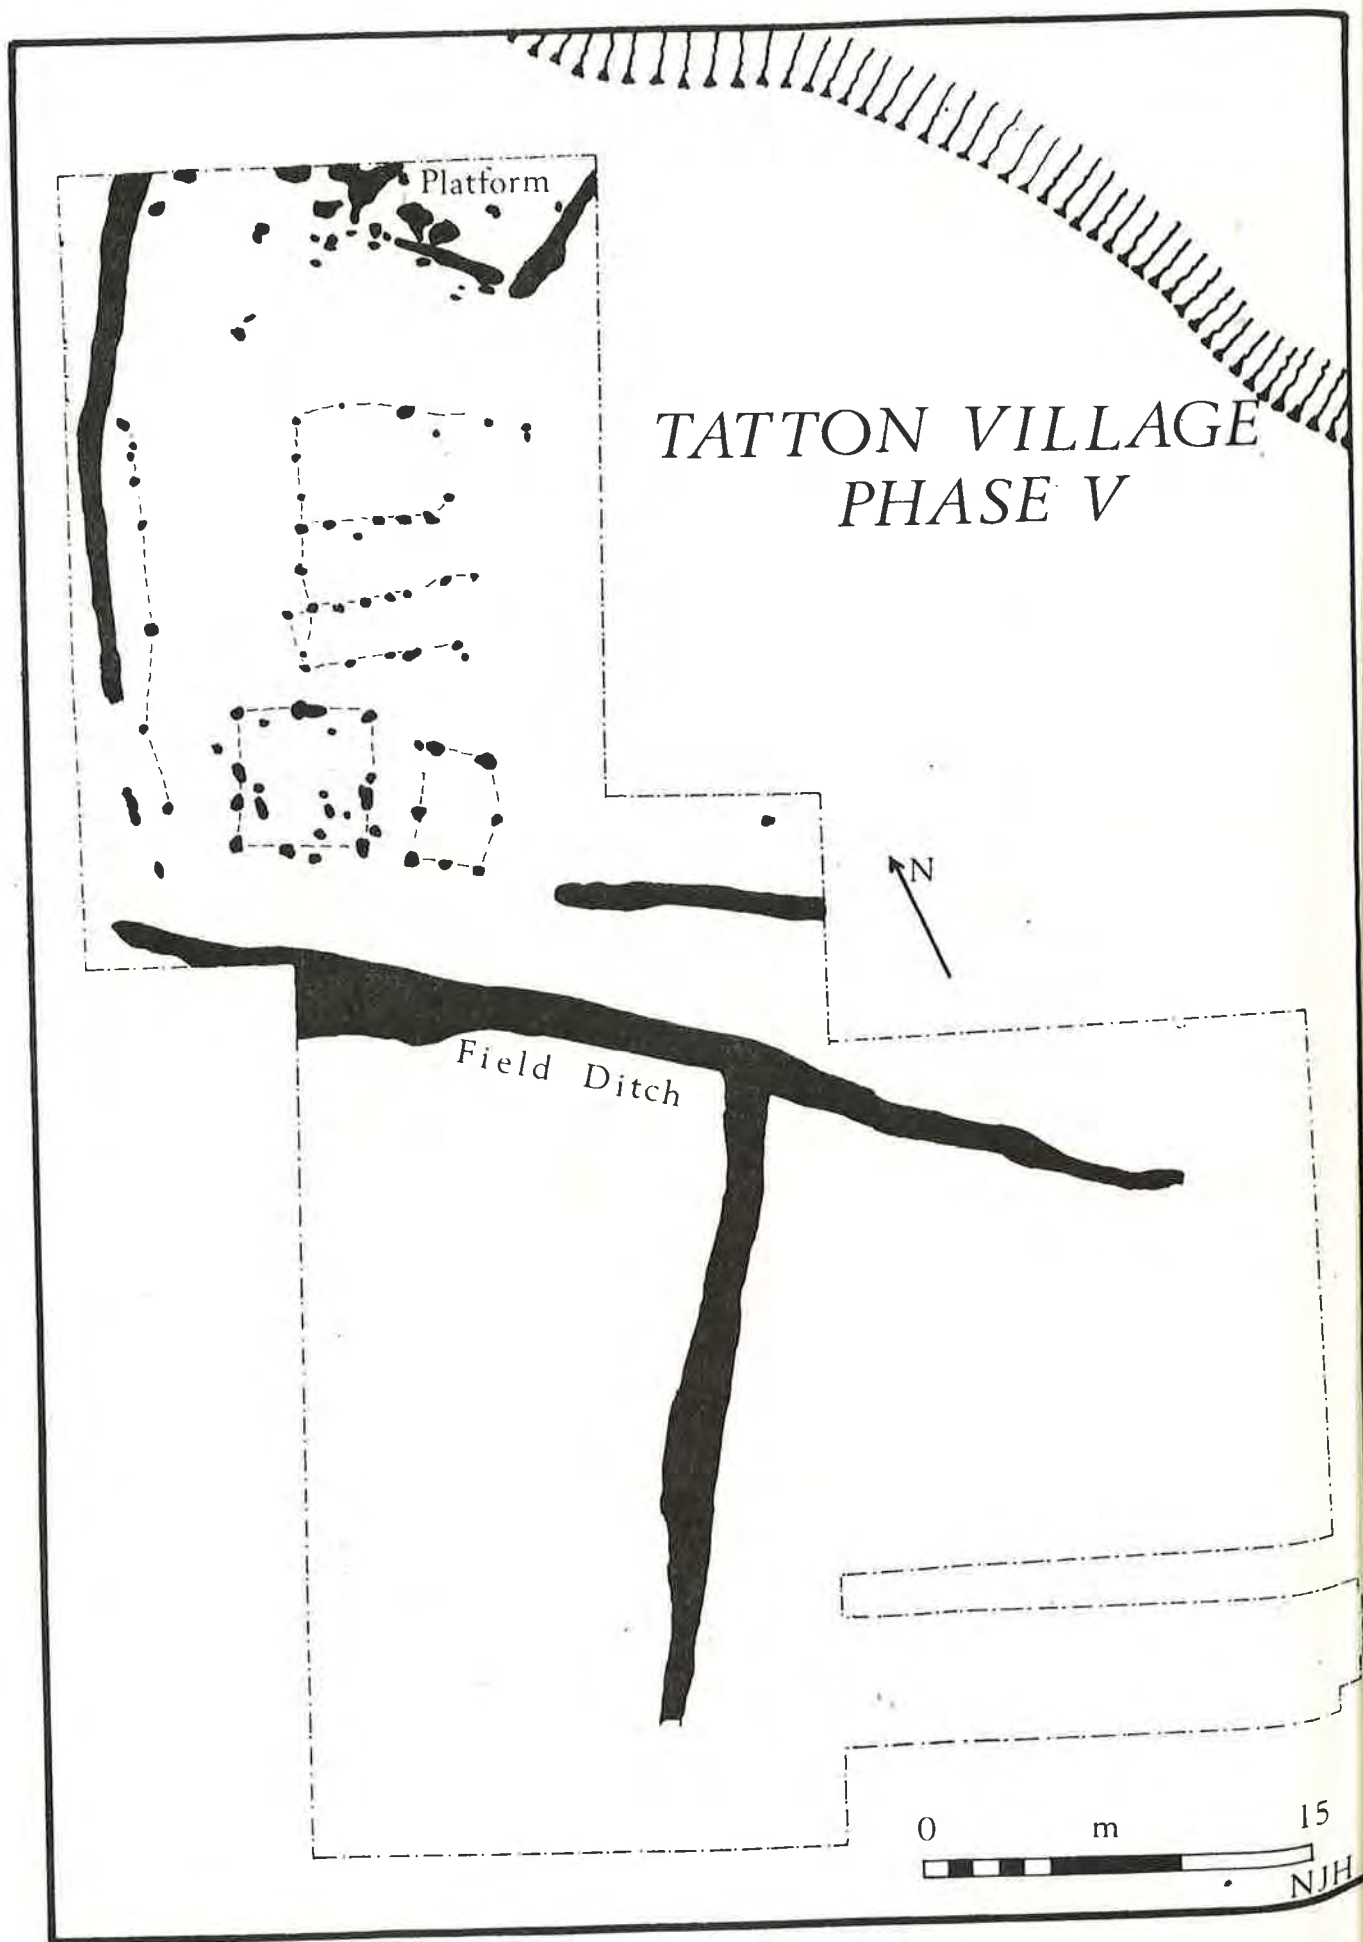 Platform
TATTON VILLAGE
PHASE V
N
Field Ditch
0 m 15
NJH